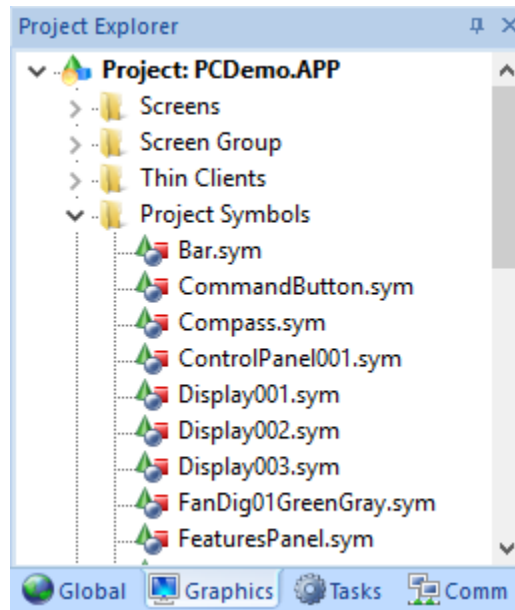 Project Explorer
Project: PCDemo.APP
Screens
Screen Group
Thin Clients
Project Symbols
Bar.sym
CommandButton.sym
Compass.sym
ControlPanel001.sym
Display001.sym
Display002.sym
Display003.sym
FanDig01GreenGray.sym
FeaturesPanel.sym
Global Graphics Tasks Comm